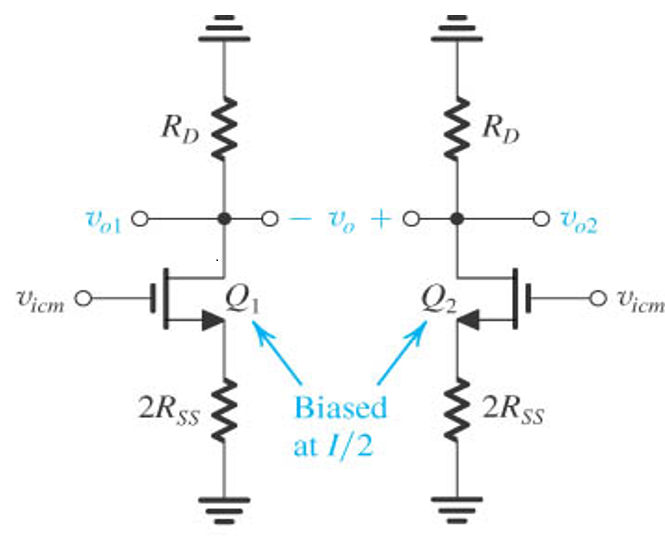 R_D R_D
v_o1 − v_o + v_o2
v_icm Q_1 Q_2 v_icm
2R_SS Biased 2R_SS
at I/2